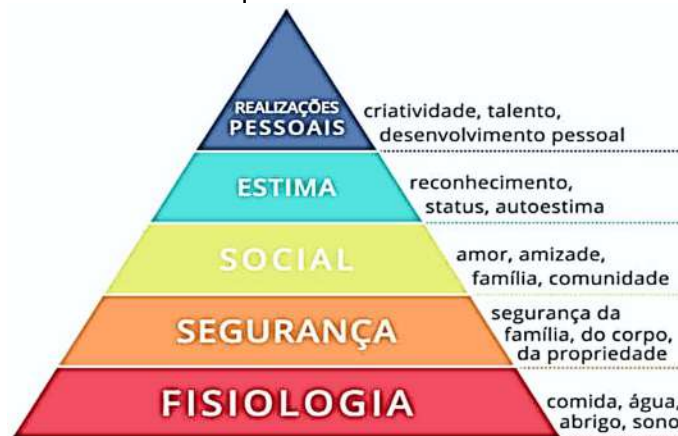 REALIZAÇÕES
PESSOAIS
criatividade, talento,
desenvolvimento pessoal
ESTIMA
reconhecimento,
status, autoestima
SOCIAL
amor, amizade,
família, comunidade
SEGURANÇA
segurança da
família, do corpo,
da propriedade
FISIOLOGIA
comida, água,
abrigo, sono